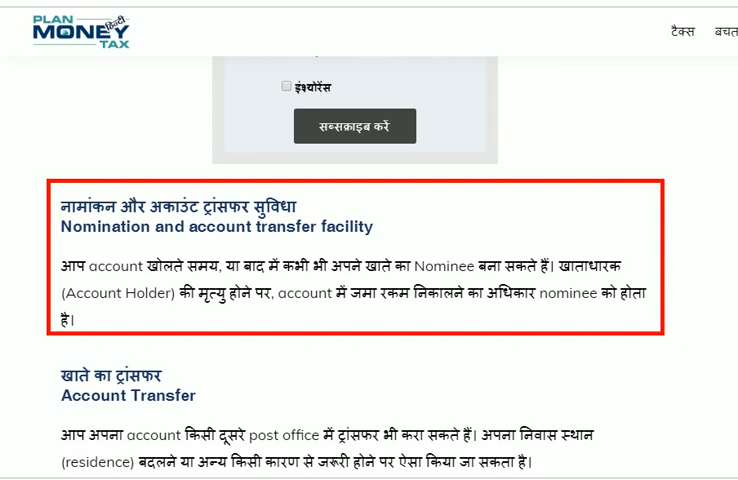 PLAN
MONEY हिन्दी
TAX
टैक्स बचत
इंश्योरेंस
सब्सक्राइब करें
नामांकन और अकाउंट ट्रांसफर सुविधा
Nomination and account transfer facility
आप account खोलते समय, या बाद में कभी भी अपने खाते का Nominee बना सकते हैं। खाताधारक
(Account Holder) की मृत्यु होने पर, account में जमा रकम निकालने का अधिकार nominee को होता
है।
खाते का ट्रांसफर
Account Transfer
आप अपना account किसी दूसरे post office में ट्रांसफर भी करा सकते हैं। अपना निवास स्थान
(residence) बदलने या अन्य किसी कारण से जरूरी होने पर ऐसा किया जा सकता है।